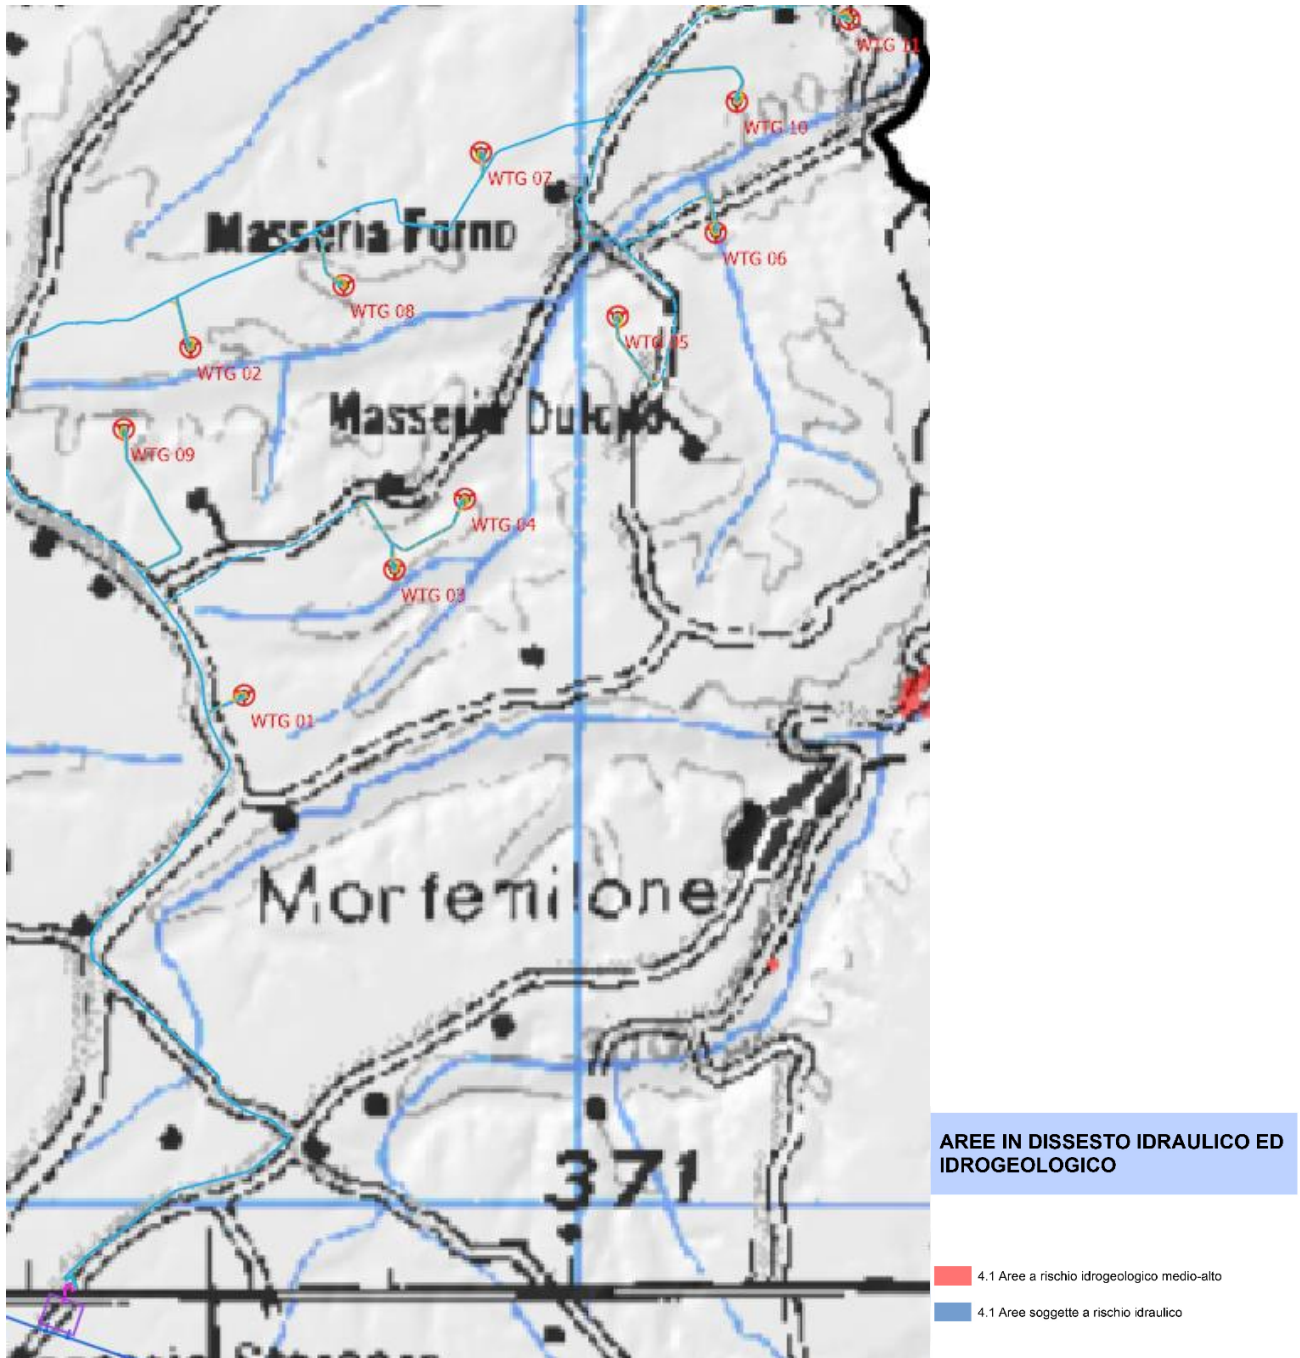 WTG 11
WTG 10
WTG 07
Masseria Forno
WTG 06
WTG 08
WTG 05
WTG 02
WTG 09
WTG 04
WTG 03
WTG 01
371
AREE IN DISSESTO IDRAULICO ED
IDROGEOLOGICO
4.1 Aree a rischio idrogeologico medio-alto
4.1 Aree soggette a rischio idraulico